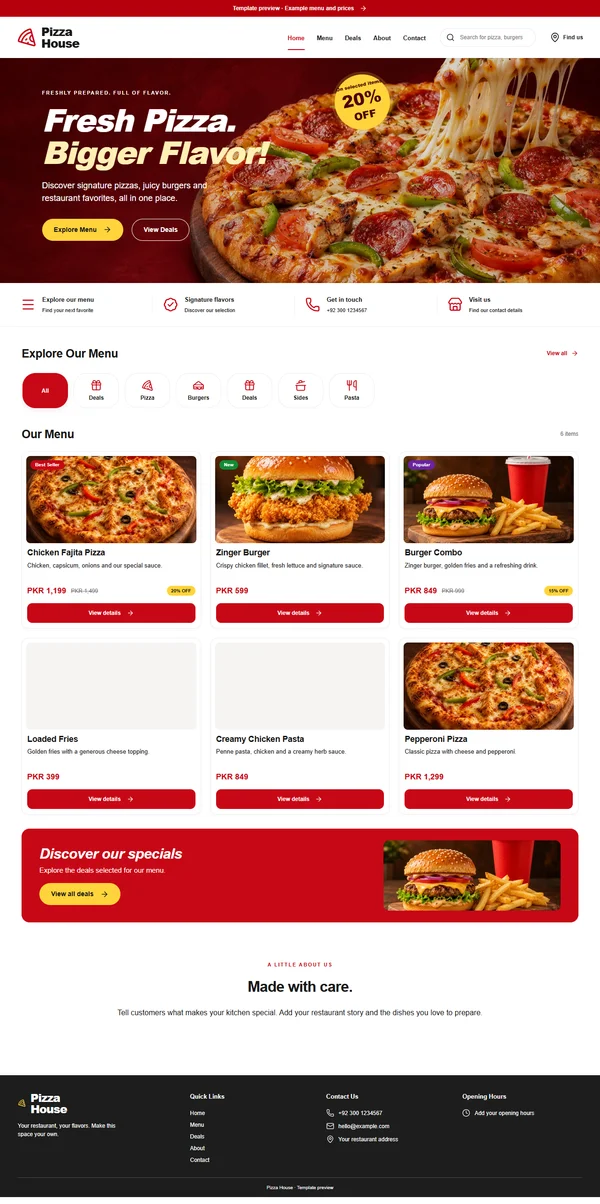 Template preview · Example menu and prices
Pizza
House
Home
Menu
Deals
About
Contact
Search for pizza, burgers
Find us
FRESHLY PREPARED. FULL OF FLAVOR.
Fresh Pizza.
Bigger Flavor!
Discover signature pizzas, juicy burgers and
restaurant favorites, all in one place.
Explore Menu
View Deals
On selected items
20%
OFF
Explore our menu
Find your next favorite
Signature flavors
Discover our selection
Get in touch
+92 300 1234567
Visit us
Find our contact details
Explore Our Menu
View all
All
Deals
Pizza
Burgers
Deals
Sides
Pasta
Our Menu
6 items
Best Seller
Chicken Fajita Pizza
Chicken, capsicum, onions and our special sauce.
PKR 1,199 PKR 1,499
20% OFF
View details
New
Zinger Burger
Crispy chicken fillet, fresh lettuce and signature sauce.
PKR 599
View details
Popular
Burger Combo
Zinger burger, golden fries and a refreshing drink.
PKR 849 PKR 999
15% OFF
View details
Loaded Fries
Golden fries with a generous cheese topping.
PKR 399
View details
Creamy Chicken Pasta
Penne pasta, chicken and a creamy herb sauce.
PKR 849
View details
Pepperoni Pizza
Classic pizza with cheese and pepperoni.
PKR 1,299
View details
Discover our specials
Explore the deals selected for our menu.
View all deals
A LITTLE ABOUT US
Made with care.
Tell customers what makes your kitchen special. Add your restaurant story and the dishes you love to prepare.
Pizza
House
Your restaurant, your flavors. Make this
space your own.
Quick Links
Home
Menu
Deals
About
Contact
Contact Us
+92 300 1234567
hello@example.com
Your restaurant address
Opening Hours
Add your opening hours
Pizza House · Template preview